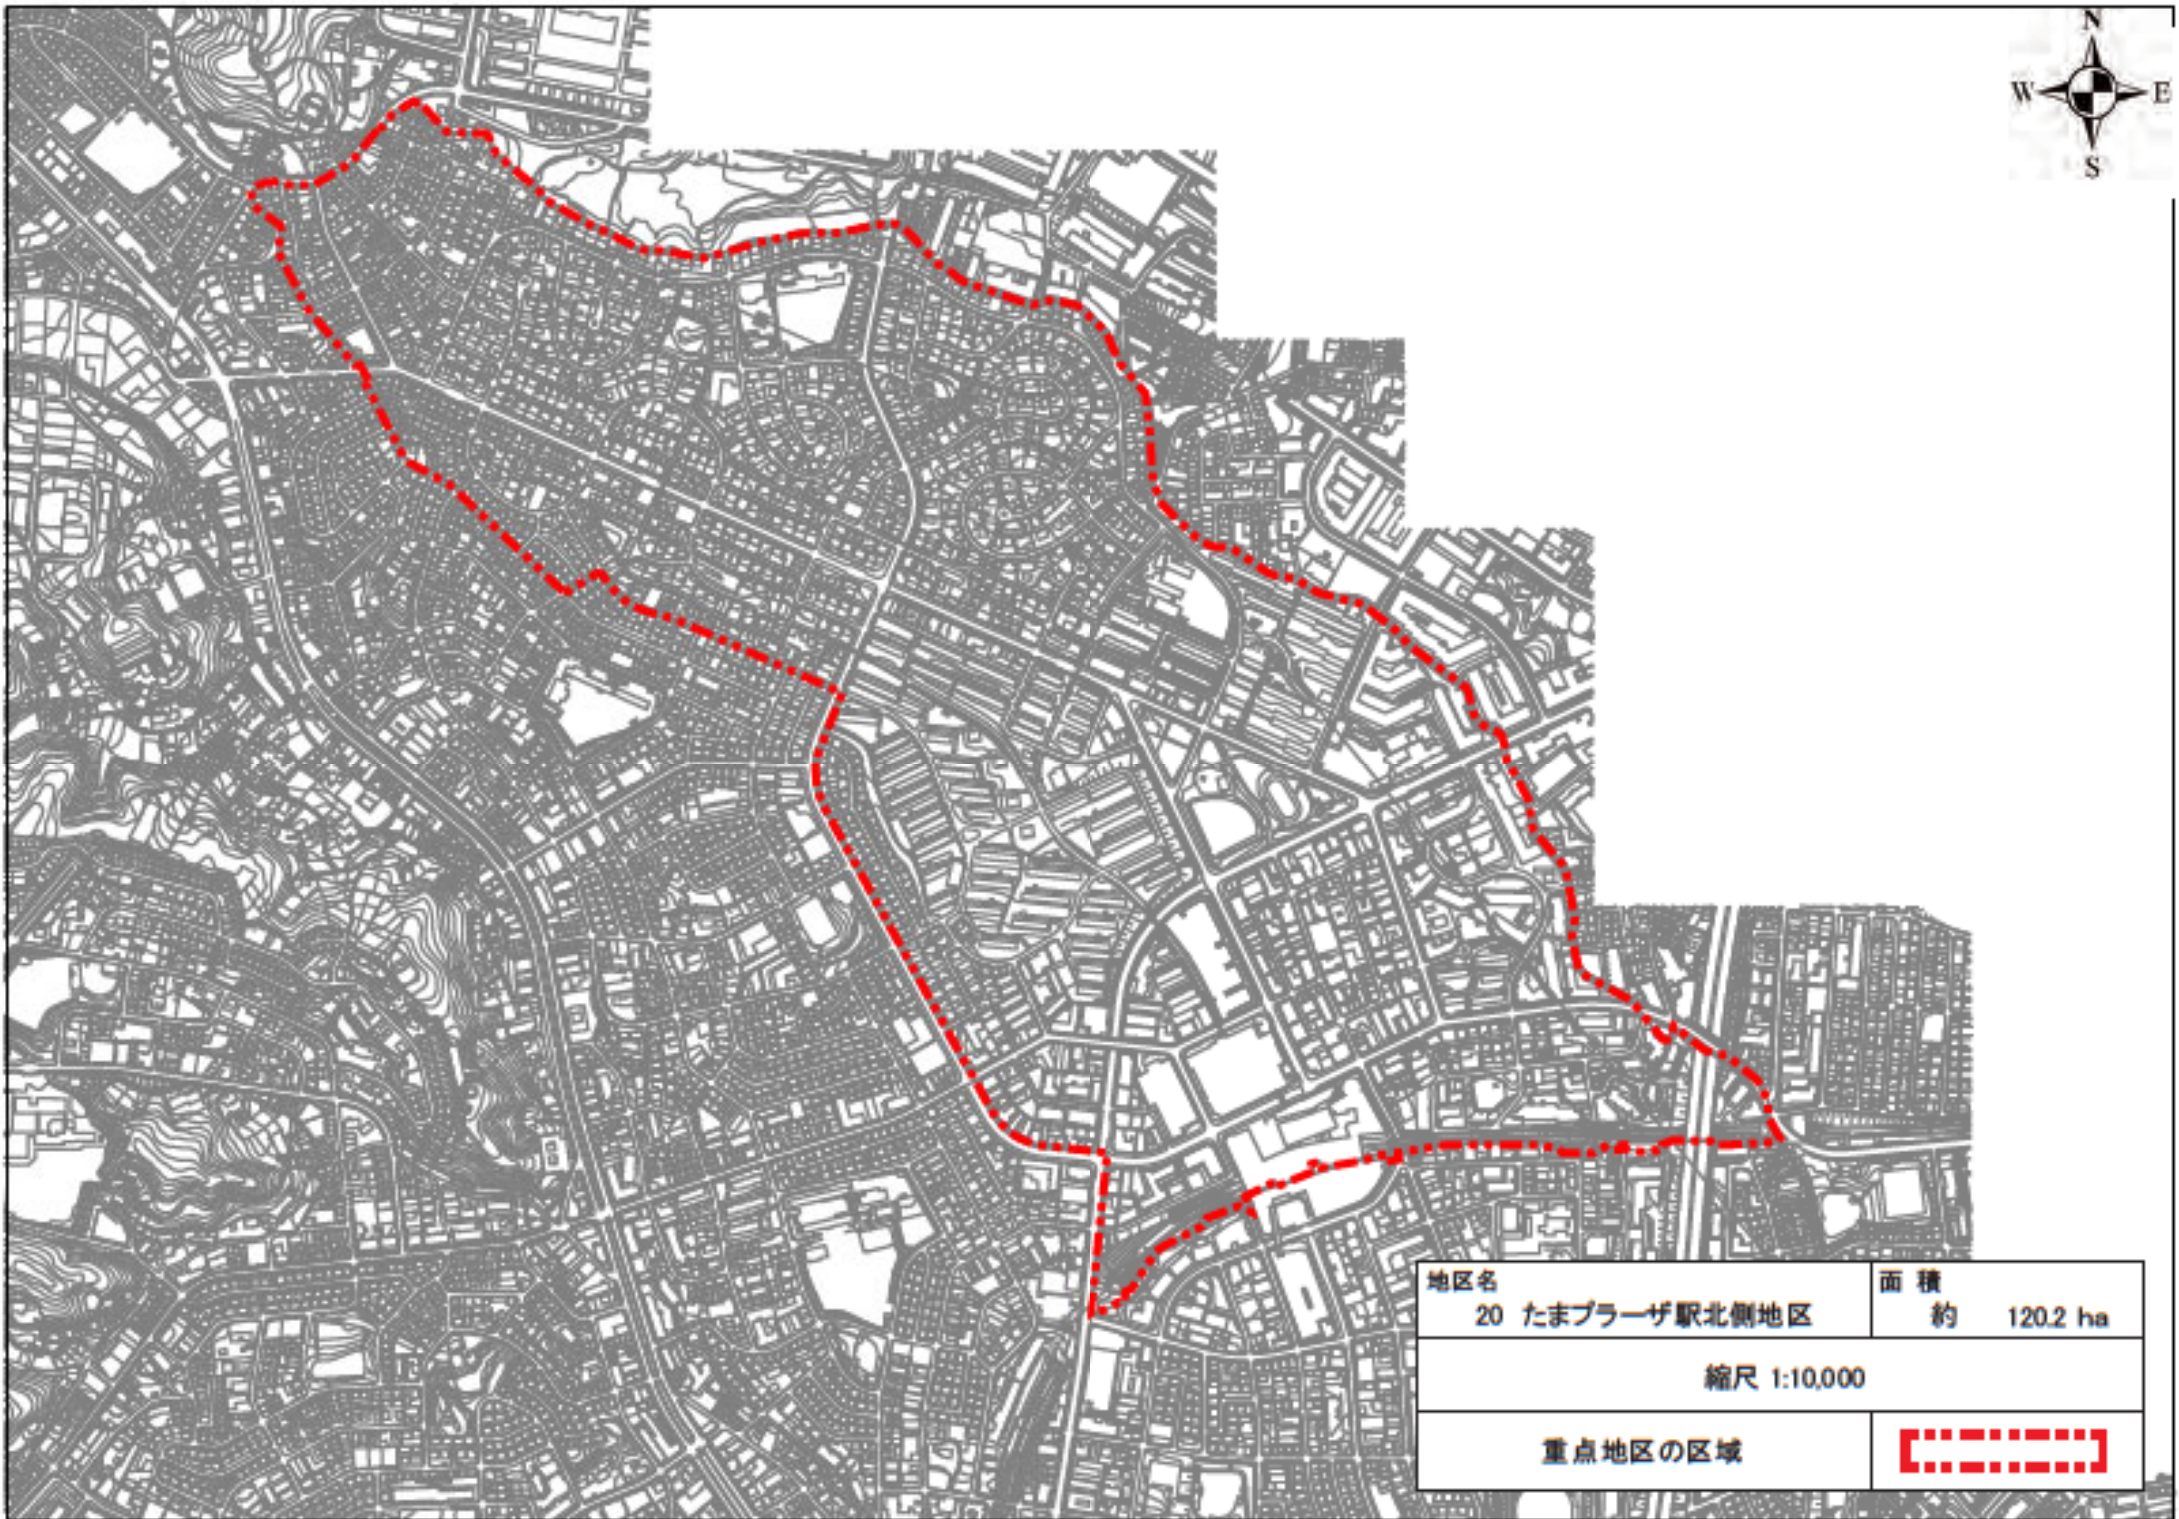 N
W E
S
地区名
20 たまプラーザ駅北側地区
面 積
約 120.2 ha
縮尺 1:10,000
重点地区の区域